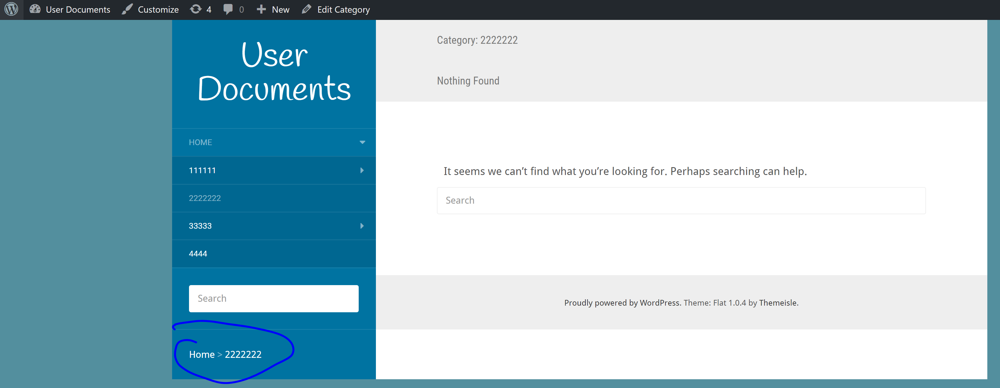 User Documents Customize 4 0 New Edit Category
User
Documents
HOME
111111
2222222
33333
4444
Search
Home > 2222222
Category: 2222222
Nothing Found
It seems we can’t find what you’re looking for. Perhaps searching can help.
Search
Proudly powered by WordPress. Theme: Flat 1.0.4 by Themeisle.